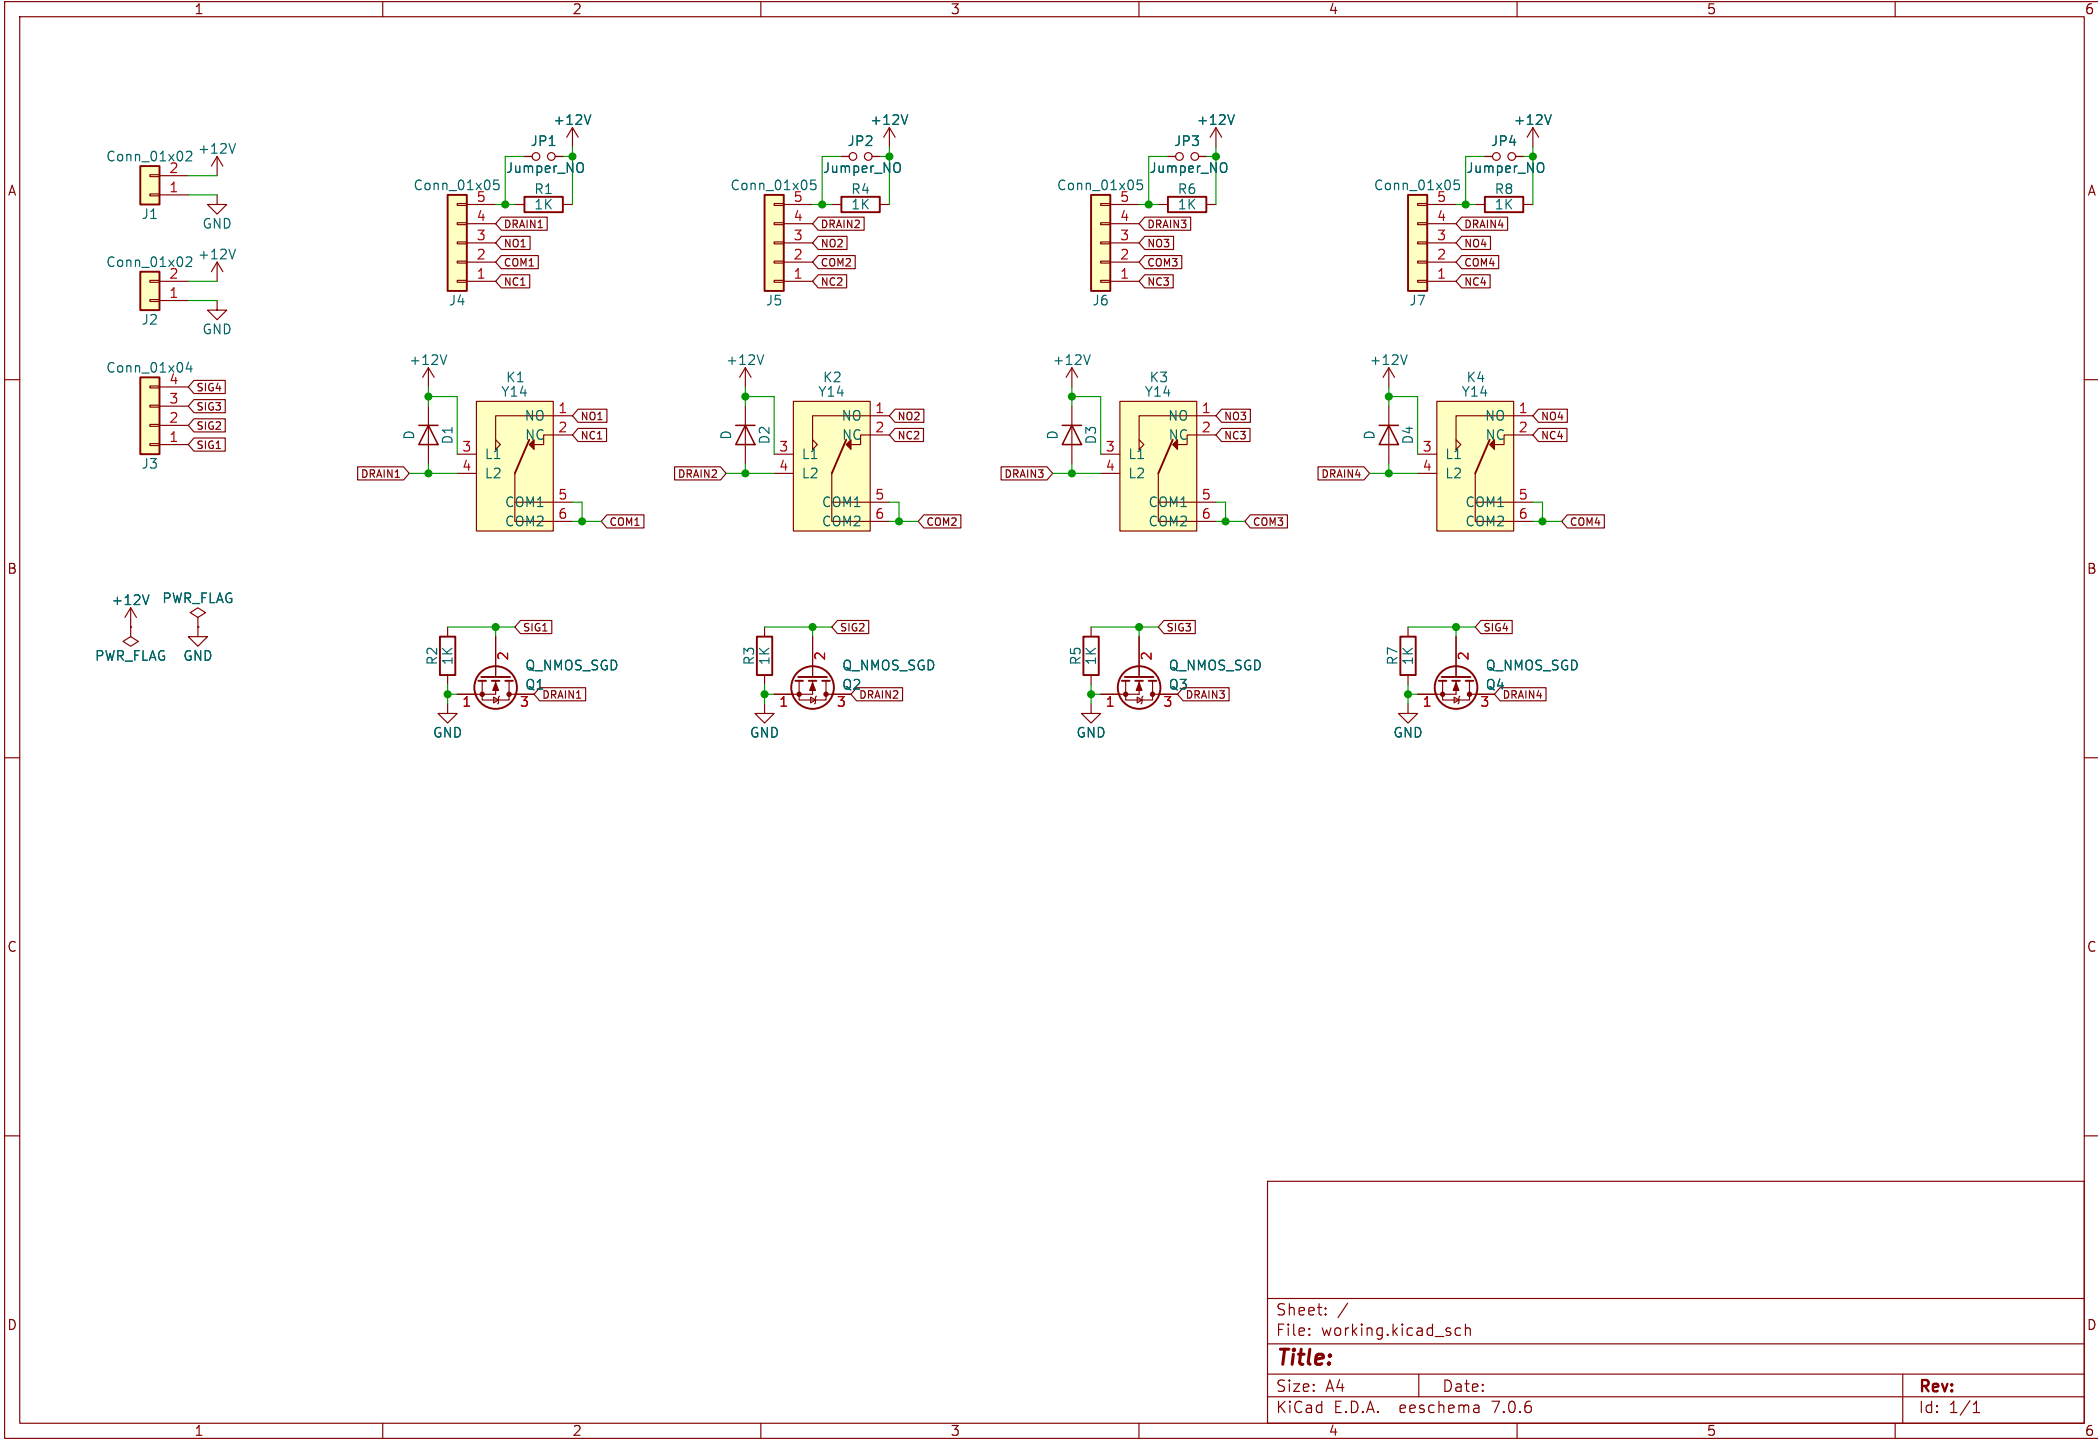 1 2 3 4 5 6
A A
B B
C C
D D
1 2 3 4 5 6
Conn_01x02
+12V
2
1
J1
GND
Conn_01x02
+12V
2
1
J2
GND
Conn_01x04
4 SIG4
3 SIG3
2 SIG2
1 SIG1
J3
+12V PWR_FLAG
PWR_FLAG GND
+12V
JP1
Jumper_NO
Conn_01x05
R1
5 1K
4 DRAIN1
3 NO1
2 COM1
1 NC1
J4
+12V
JP2
Jumper_NO
Conn_01x05
R4
5 1K
4 DRAIN2
3 NO2
2 COM2
1 NC2
J5
+12V
JP3
Jumper_NO
Conn_01x05
R6
5 1K
4 DRAIN3
3 NO3
2 COM3
1 NC3
J6
+12V
JP4
Jumper_NO
Conn_01x05
R8
5 1K
4 DRAIN4
3 NO4
2 COM4
1 NC4
J7
+12V
K1
Y14
NO 1 NO1
D D1
NC 2 NC1
3 L1
DRAIN1 4 L2
COM1 5
COM2 6 COM1
+12V
K2
Y14
NO 1 NO2
D D2
NC 2 NC2
3 L1
DRAIN2 4 L2
COM1 5
COM2 6 COM2
+12V
K3
Y14
NO 1 NO3
D D3
NC 2 NC3
3 L1
DRAIN3 4 L2
COM1 5
COM2 6 COM3
+12V
K4
Y14
NO 1 NO4
D D4
NC 2 NC4
3 L1
DRAIN4 4 L2
COM1 5
COM2 6 COM4
SIG1
R2 1K 2
Q_NMOS_SGD
Q1
1 3 DRAIN1
GND
SIG2
R3 1K 2
Q_NMOS_SGD
Q2
1 3 DRAIN2
GND
SIG3
R5 1K 2
Q_NMOS_SGD
Q3
1 3 DRAIN3
GND
SIG4
R7 1K 2
Q_NMOS_SGD
Q4
1 3 DRAIN4
GND
Sheet: /
File: working.kicad_sch
Title:
Size: A4 Date: Rev:
KiCad E.D.A. eeschema 7.0.6 Id: 1/1